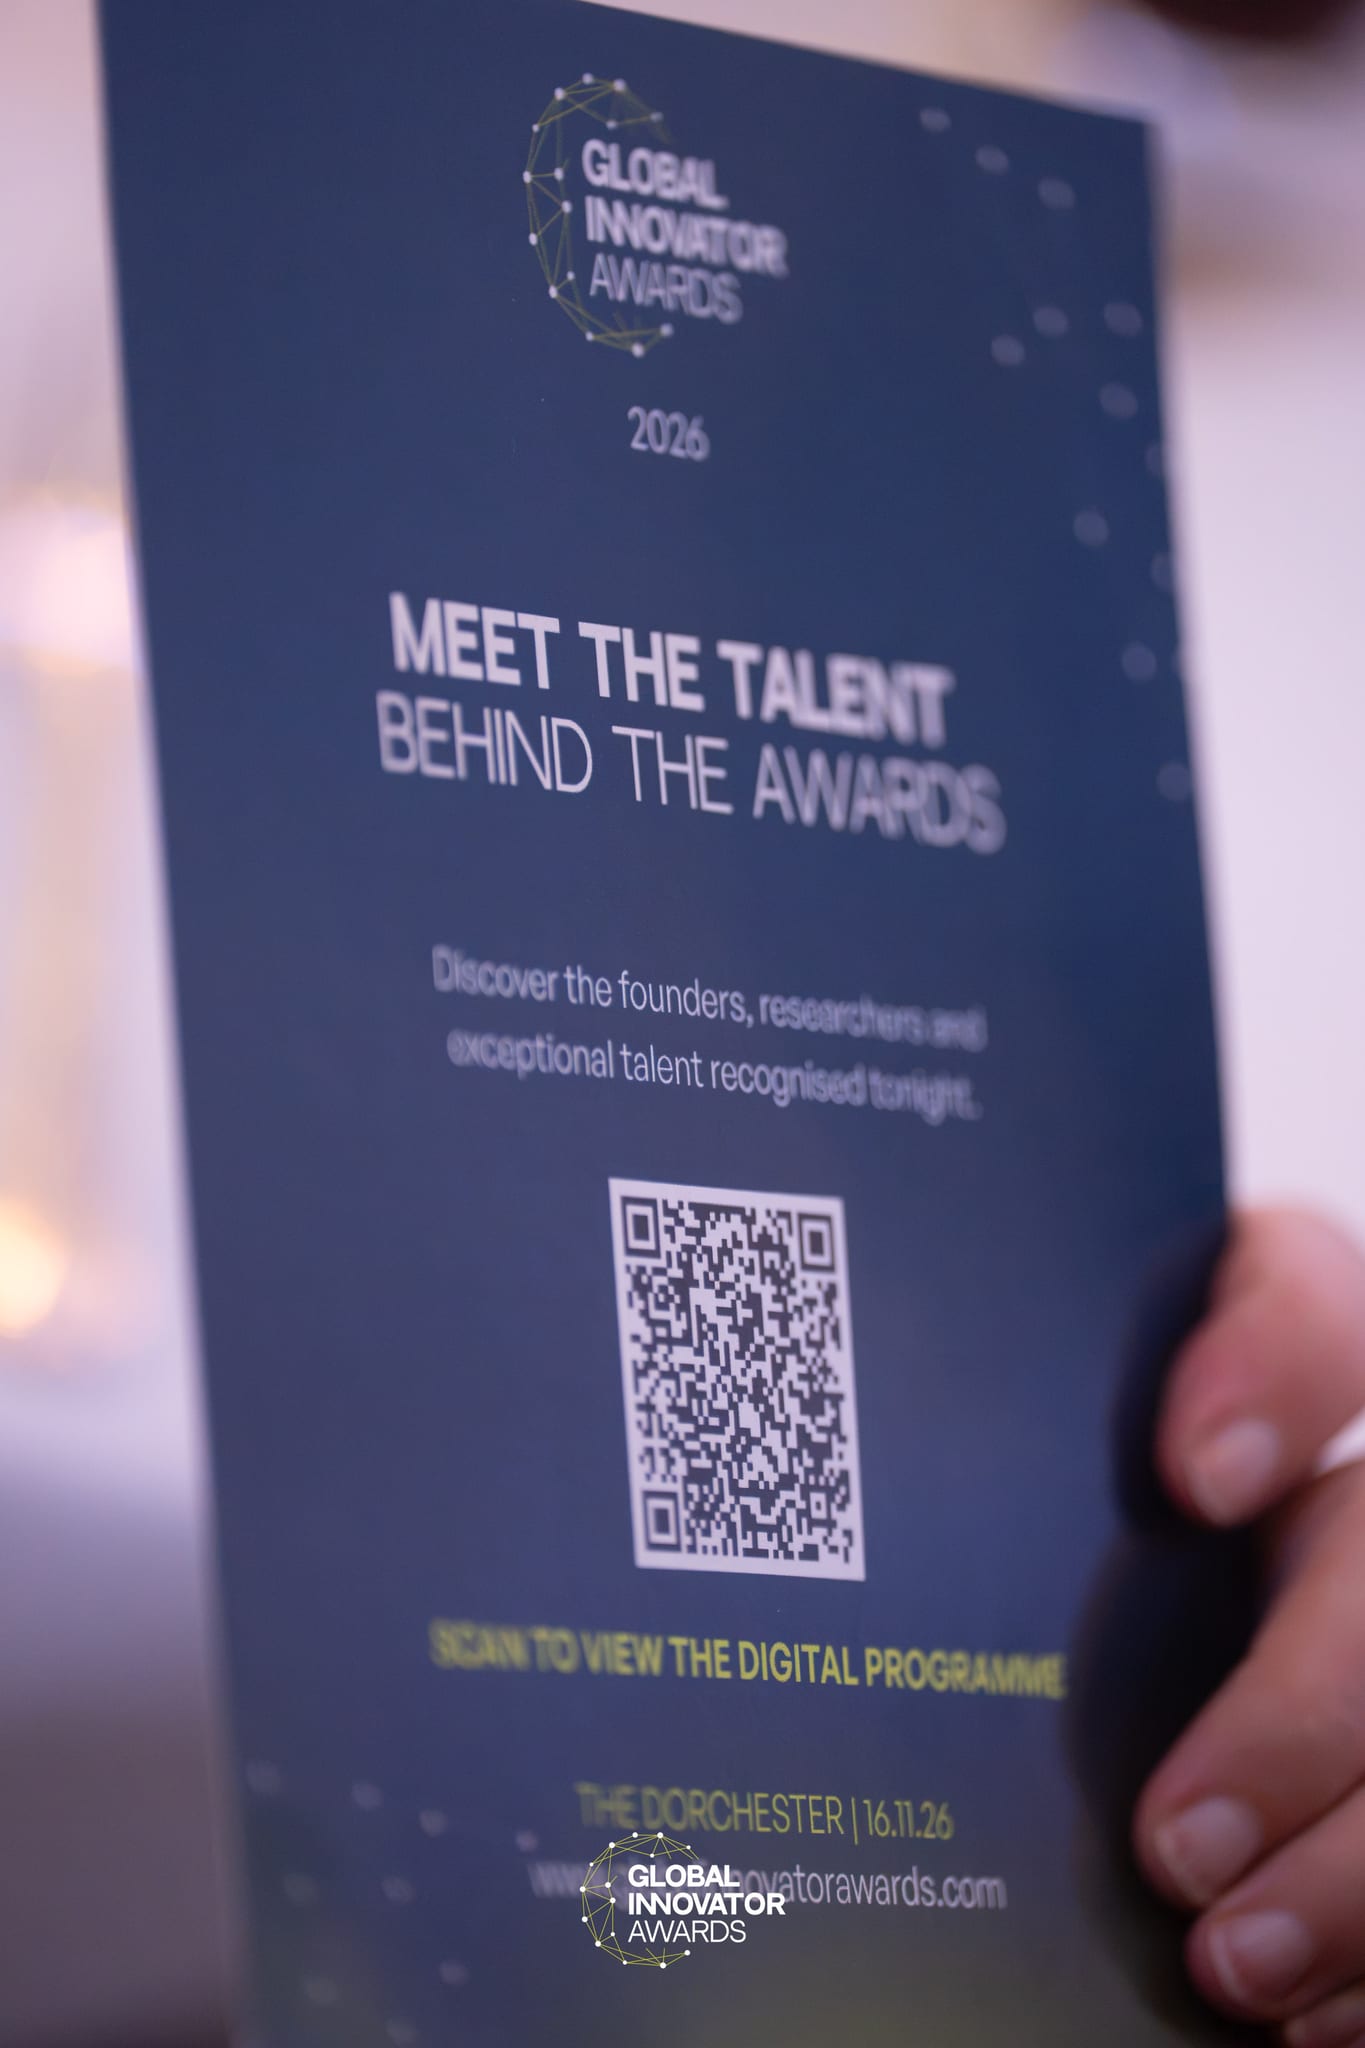 GLOBAL
INNOVATOR
AWARDS
2026
MEET THE TALENT
BEHIND THE AWARDS
Discover the founders, researchers and
exceptional talent recognised tonight.
SCAN TO VIEW THE DIGITAL PROGRAMME
THE DORCHESTER | 16.11.26
GLOBAL
INNOVATOR
AWARDS